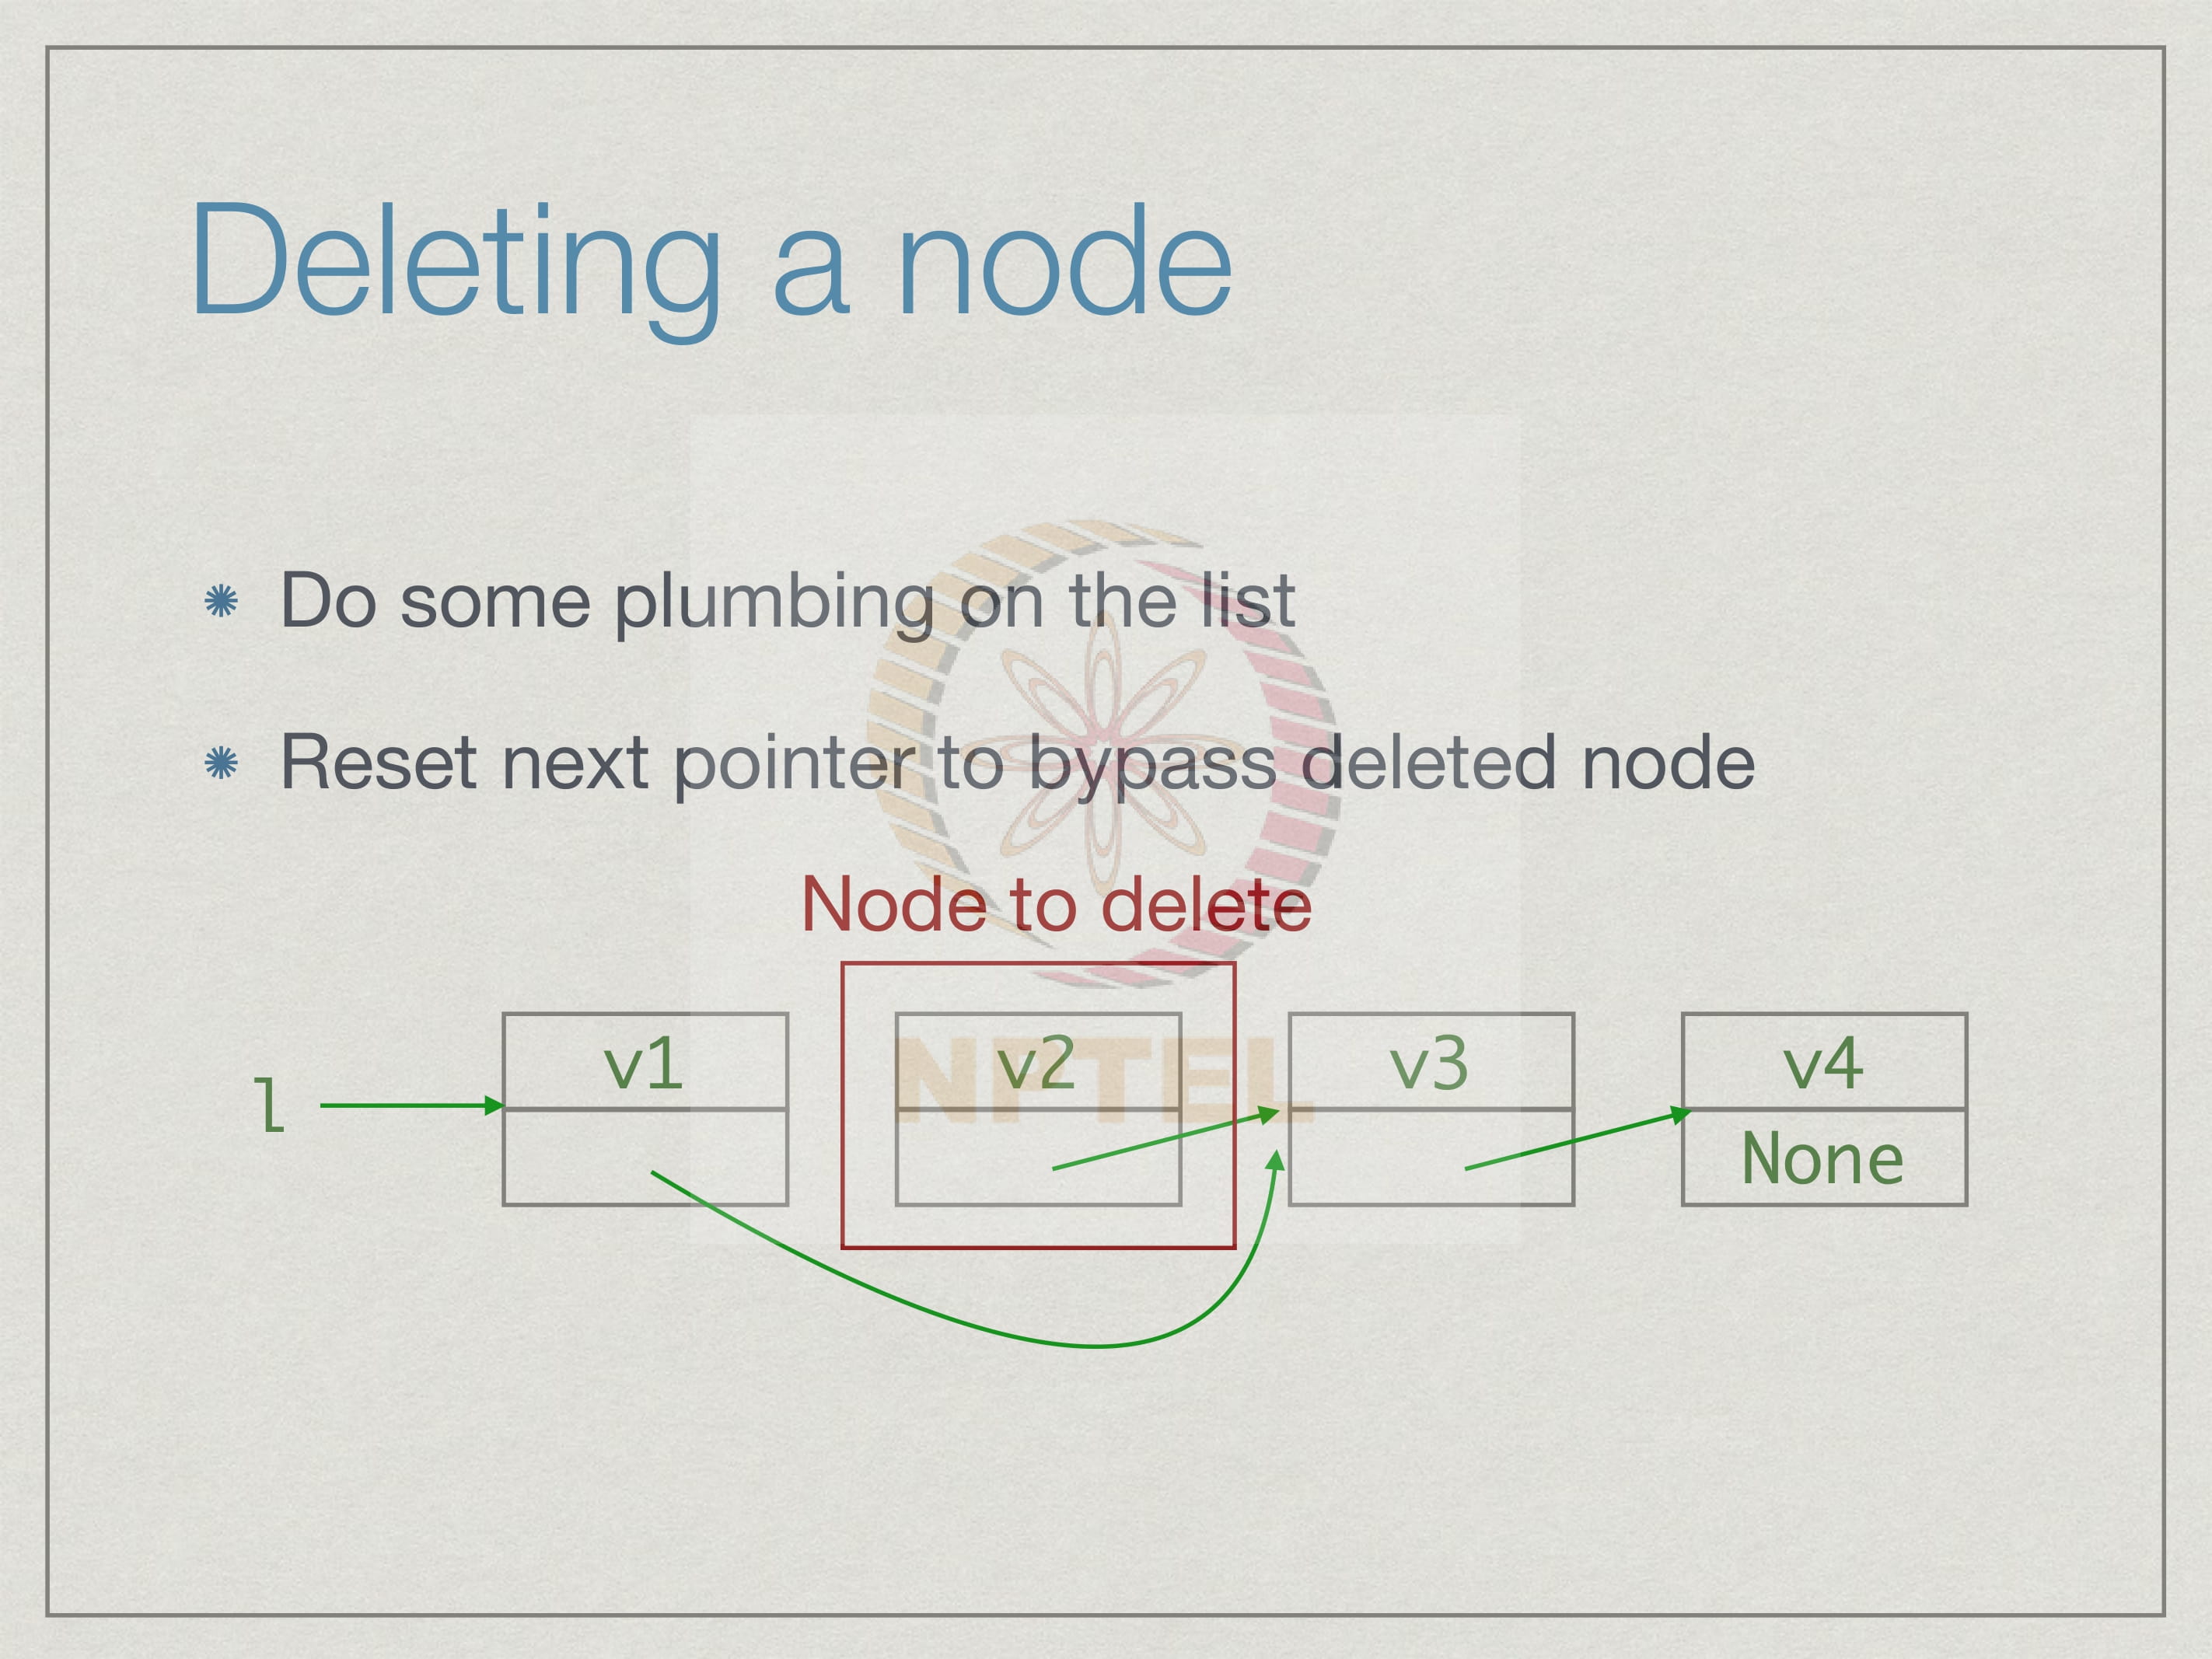 Deleting a node
Do some plumbing on the list
Reset next pointer to bypass deleted node
Node to delete
l
v1
v2
v3
v4
None
NPTEL